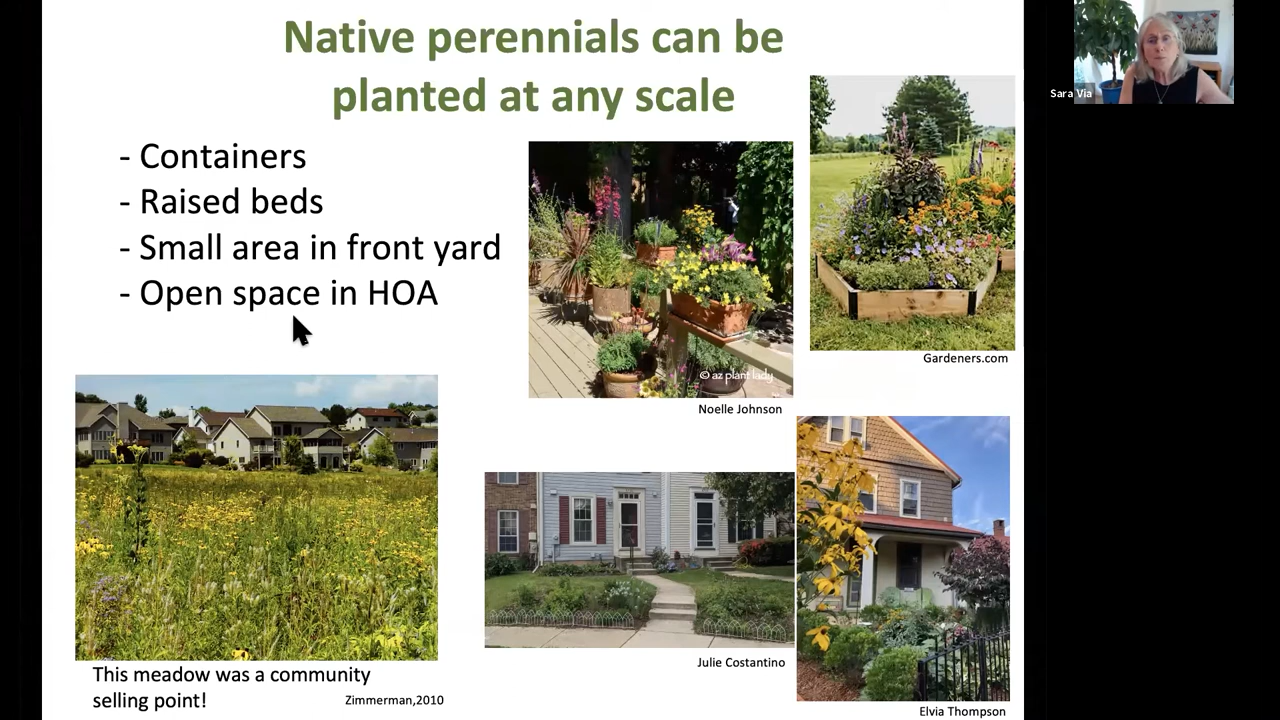 Native perennials can be
planted at any scale
- Containers
- Raised beds
- Small area in front yard
- Open space in HOA
Sara Via
Gardeners.com
© az plant lady
Noelle Johnson
Julie Costantino
This meadow was a community
selling point!
Zimmerman,2010
Elvia Thompson